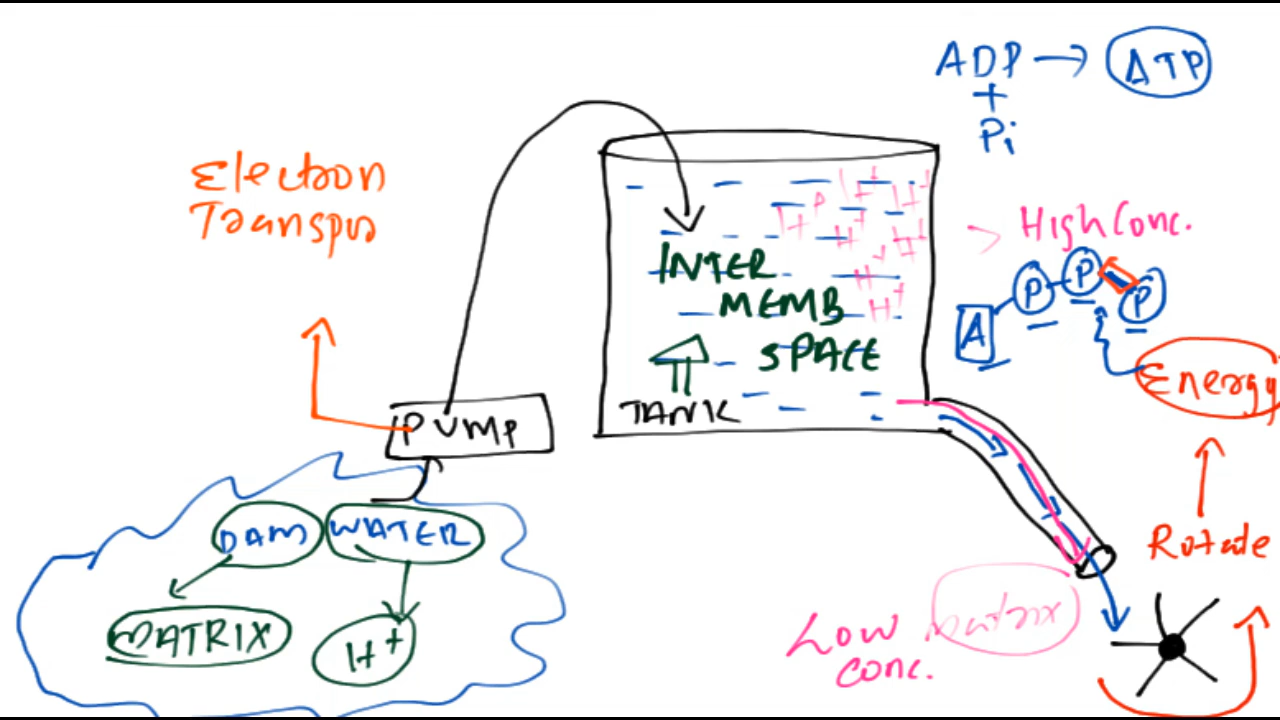 ADP → ATP
+
Pi
Electron
Transpo
High Conc.
H+ H+ H+ H+ H+ H H+
INTER
MEMB
SPACE
A P P P
Energy
TANK
PUMP
DAM WATER
Rotate
MATRIX H+
Low matrix
conc.